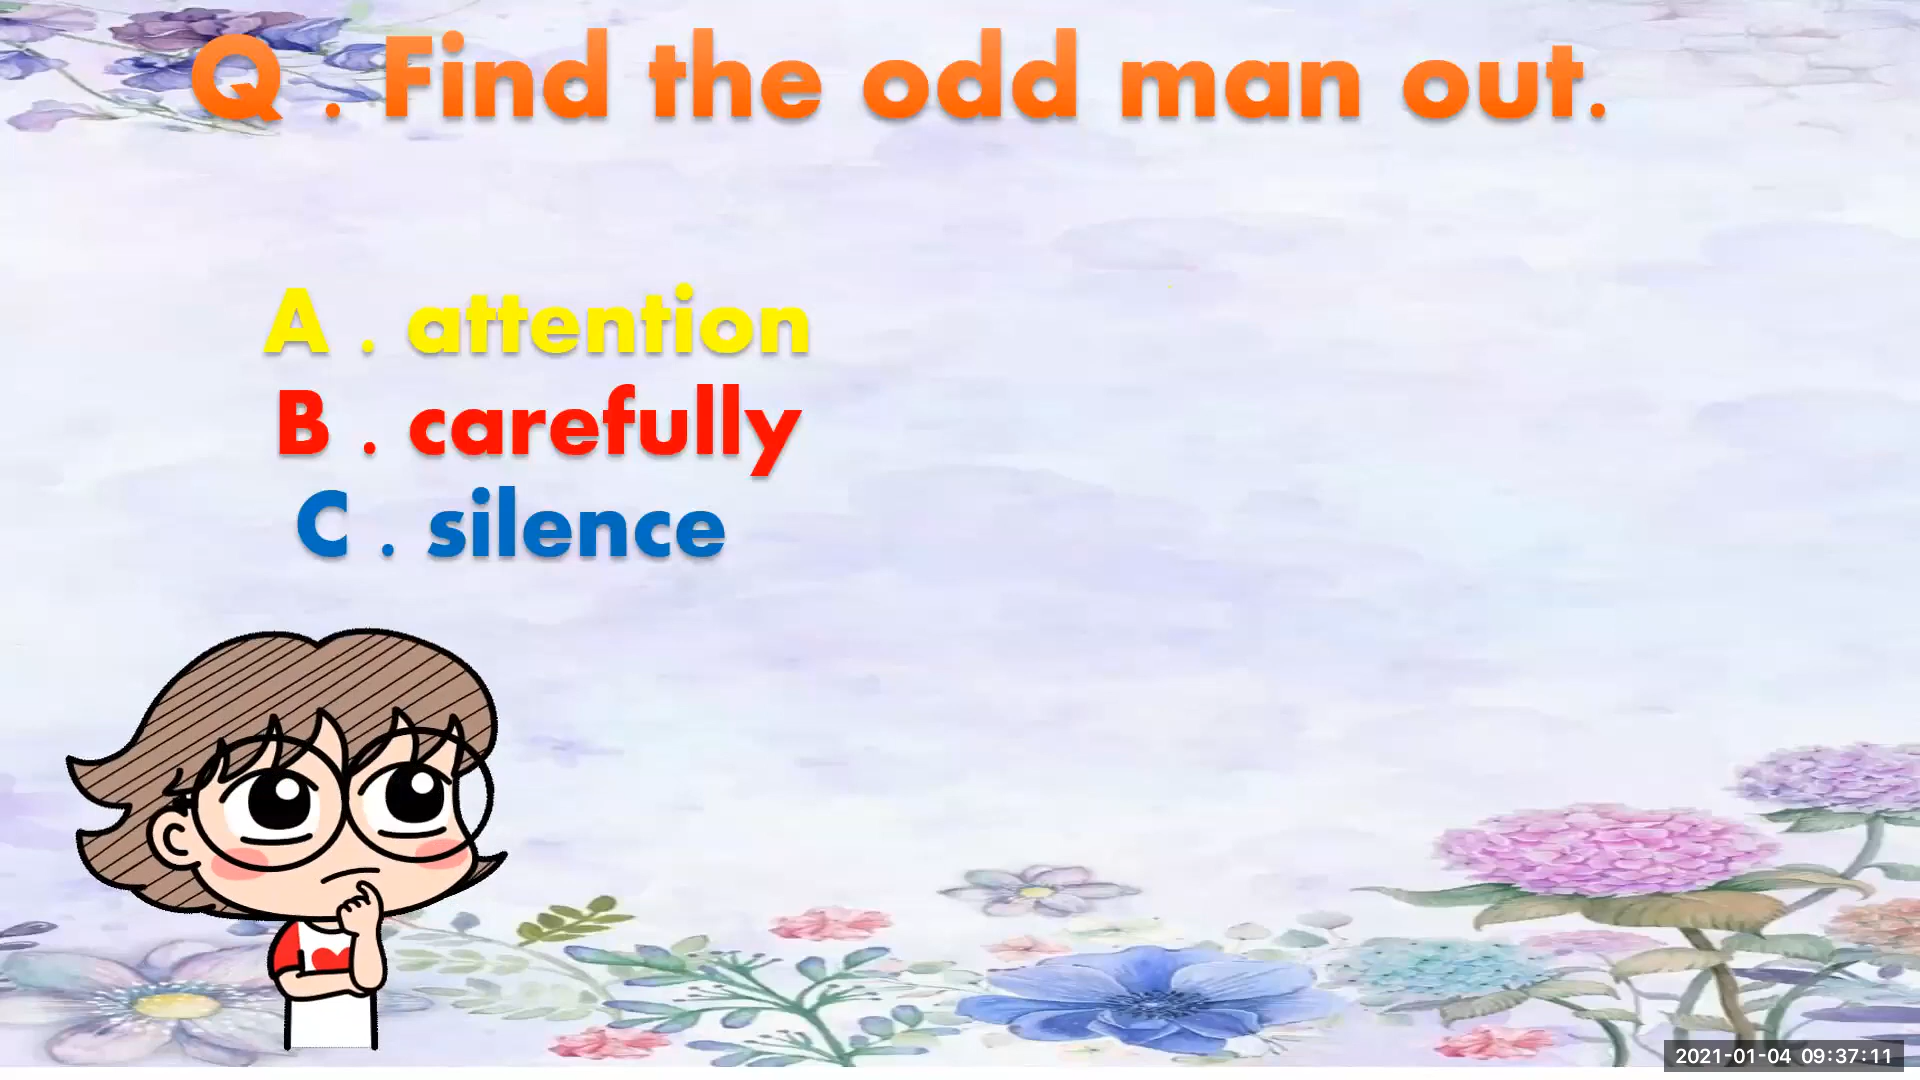 Q . Find the odd man out.
A . attention
B . carefully
C . silence
2021-01-04 09:37:11